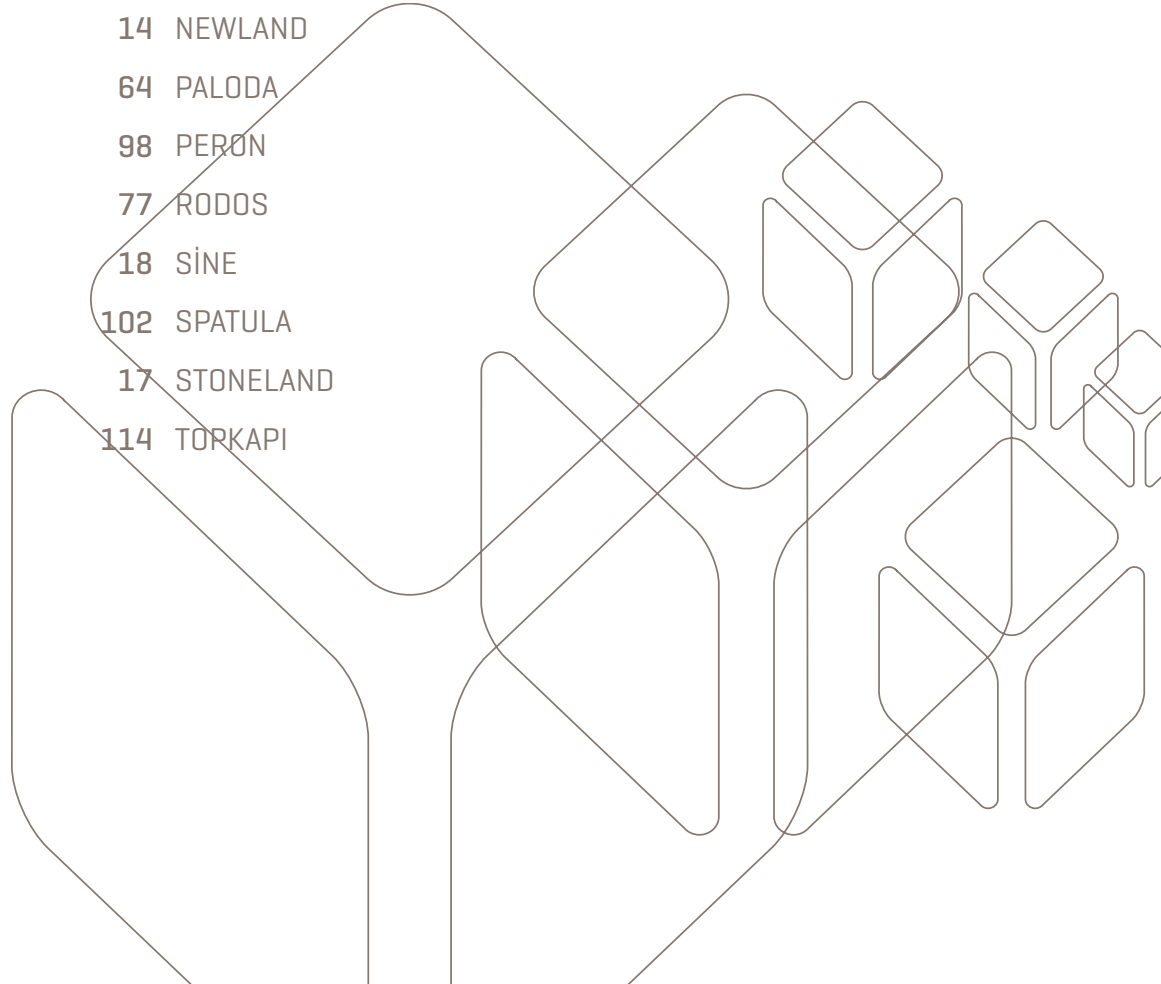 14 NEWLAND
64 PALODA
98 PERON
77 RODOS
18 SİNE
102 SPATULA
17 STONELAND
114 TOPKAPI